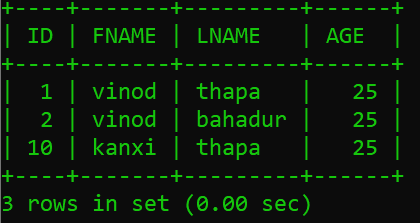 +----+-------+---------+------+
| ID | FNAME | LNAME   | AGE  |
+----+-------+---------+------+
|  1 | vinod | thapa   |   25 |
|  2 | vinod | bahadur |   25 |
| 10 | kanxi | thapa   |   25 |
+----+-------+---------+------+
3 rows in set (0.00 sec)